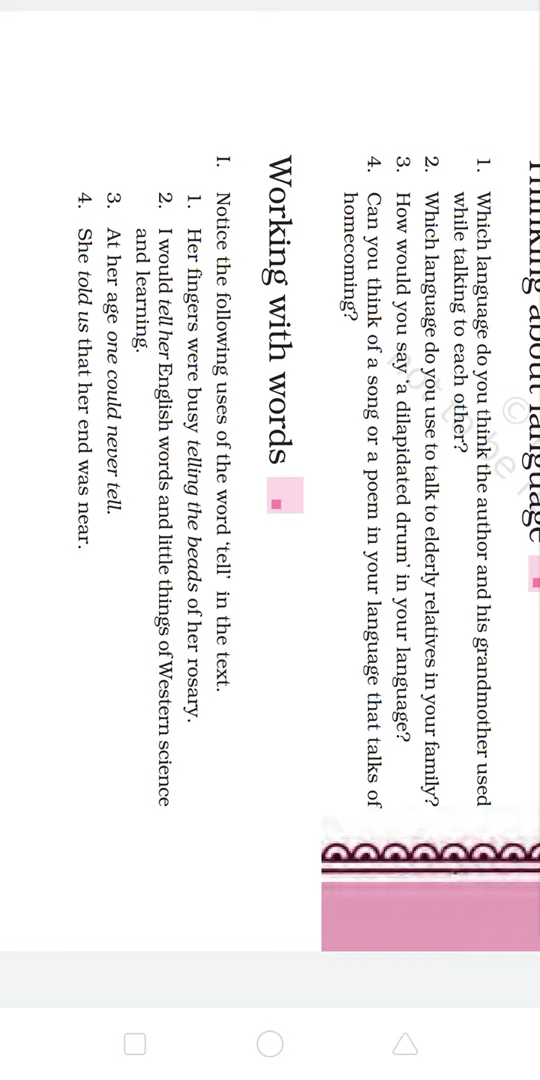 Thinking about language
1. Which language do you think the author and his grandmother used
while talking to each other?
2. Which language do you use to talk to elderly relatives in your family?
3. How would you say ‘a dilapidated drum’ in your language?
4. Can you think of a song or a poem in your language that talks of
homecoming?
Working with words
I. Notice the following uses of the word ‘tell’ in the text.
1. Her fingers were busy telling the beads of her rosary.
2. I would tell her English words and little things of Western science
and learning.
3. At her age one could never tell.
4. She told us that her end was near.
© not to be